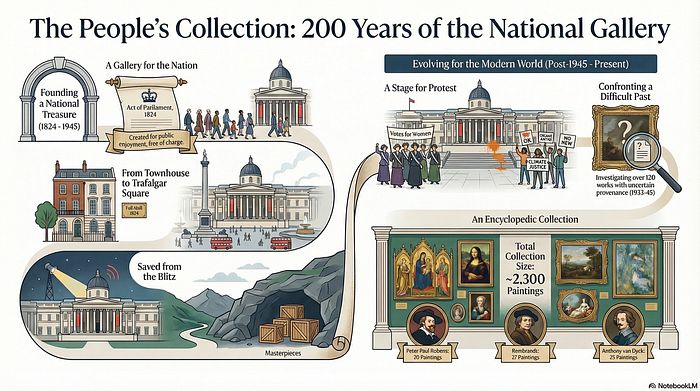 The People's Collection: 200 Years of the National Gallery
Founding
a National
Treasure
(1824 - 1945)
A Gallery for the Nation
Act of Parliament,
1824
Created for public
enjoyment, free of charge.
From Townhouse
to Trafalgar
Square
1824
Saved from
the Blitz
Masterpieces
Evolving for the Modern World (Post-1945 - Present)
A Stage for Protest
Votes for Women
OK
CLIMATE
JUSTICE
NO
NEW
Confronting a
Difficult Past
?
?
Investigating over 120
works with uncertain
provenance (1933-45)
An Encyclopedic Collection
Total
Collection
Size:
~2,300
Paintings
Peter Paul Robens:
20 Paintings
Rembrands:
27 Paintings
Anthony van Dyck:
25 Paintings
NotebookLM